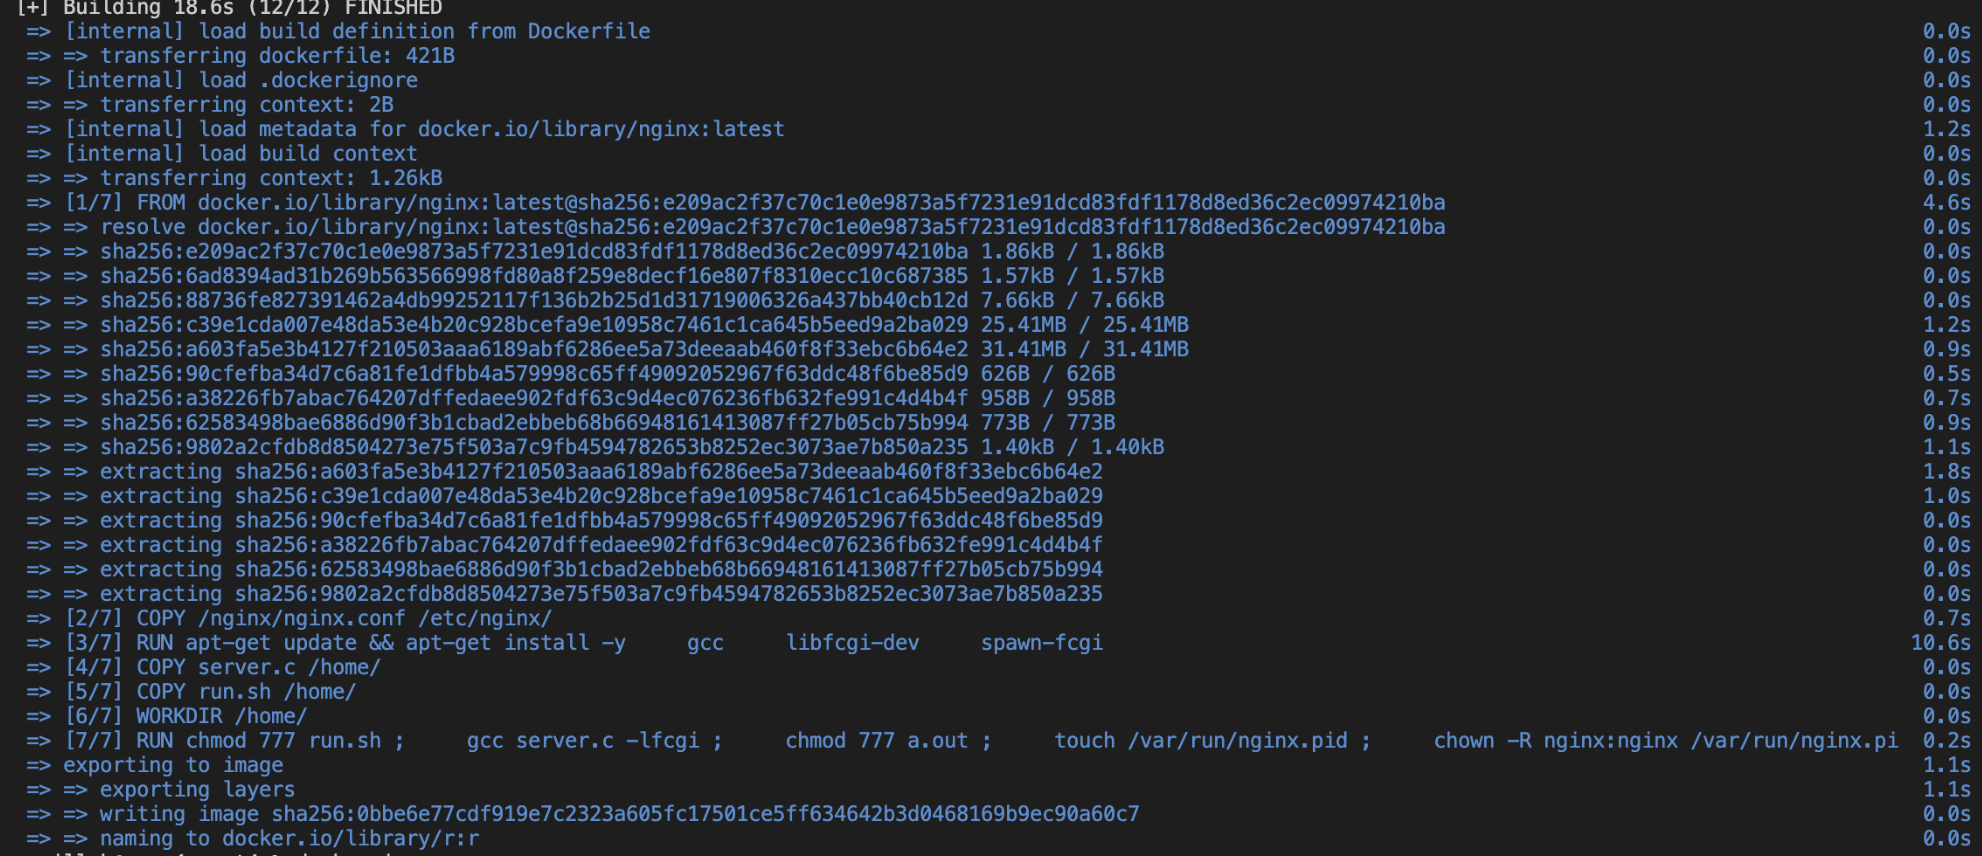 [+] Building 18.6s (12/12) FINISHED
=> [internal] load build definition from Dockerfile 0.0s
=> => transferring dockerfile: 421B 0.0s
=> [internal] load .dockerignore 0.0s
=> => transferring context: 2B 0.0s
=> [internal] load metadata for docker.io/library/nginx:latest 1.2s
=> [internal] load build context 0.0s
=> => transferring context: 1.26kB 0.0s
=> [1/7] FROM docker.io/library/nginx:latest@sha256:e209ac2f37c70c1e0e9873a5f7231e91dcd83fdf1178d8ed36c2ec09974210ba 4.6s
=> => resolve docker.io/library/nginx:latest@sha256:e209ac2f37c70c1e0e9873a5f7231e91dcd83fdf1178d8ed36c2ec09974210ba 0.0s
=> => sha256:e209ac2f37c70c1e0e9873a5f7231e91dcd83fdf1178d8ed36c2ec09974210ba 1.86kB / 1.86kB 0.0s
=> => sha256:6ad8394ad31b269b563566998fd80a8f259e8decf16e807f8310ecc10c687385 1.57kB / 1.57kB 0.0s
=> => sha256:88736fe827391462a4db99252117f136b2b25d1d31719006326a437bb40cb12d 7.66kB / 7.66kB 0.0s
=> => sha256:c39e1cda007e48da53e4b20c928bcefa9e10958c7461c1ca645b5eed9a2ba029 25.41MB / 25.41MB 1.2s
=> => sha256:a603fa5e3b4127f210503aaa6189abf6286ee5a73deeaab460f8f33ebc6b64e2 31.41MB / 31.41MB 0.9s
=> => sha256:90cfefba34d7c6a81fe1dfbb4a579998c65ff49092052967f63ddc48f6be85d9 626B / 626B 0.5s
=> => sha256:a38226fb7abac764207dffedaee902fdf63c9d4ec076236fb632fe991c4d4b4f 958B / 958B 0.7s
=> => sha256:62583498bae6886d90f3b1cbad2ebbeb68b66948161413087ff27b05cb75b994 773B / 773B 0.9s
=> => sha256:9802a2cfdb8d8504273e75f503a7c9fb4594782653b8252ec3073ae7b850a235 1.40kB / 1.40kB 1.1s
=> => extracting sha256:a603fa5e3b4127f210503aaa6189abf6286ee5a73deeaab460f8f33ebc6b64e2 1.8s
=> => extracting sha256:c39e1cda007e48da53e4b20c928bcefa9e10958c7461c1ca645b5eed9a2ba029 1.0s
=> => extracting sha256:90cfefba34d7c6a81fe1dfbb4a579998c65ff49092052967f63ddc48f6be85d9 0.0s
=> => extracting sha256:a38226fb7abac764207dffedaee902fdf63c9d4ec076236fb632fe991c4d4b4f 0.0s
=> => extracting sha256:62583498bae6886d90f3b1cbad2ebbeb68b66948161413087ff27b05cb75b994 0.0s
=> => extracting sha256:9802a2cfdb8d8504273e75f503a7c9fb4594782653b8252ec3073ae7b850a235 0.0s
=> [2/7] COPY /nginx/nginx.conf /etc/nginx/ 0.7s
=> [3/7] RUN apt-get update && apt-get install -y     gcc     libfcgi-dev     spawn-fcgi 10.6s
=> [4/7] COPY server.c /home/ 0.0s
=> [5/7] COPY run.sh /home/ 0.0s
=> [6/7] WORKDIR /home/ 0.0s
=> [7/7] RUN chmod 777 run.sh ;     gcc server.c -lfcgi ;     chmod 777 a.out ;     touch /var/run/nginx.pid ;     chown -R nginx:nginx /var/run/nginx.pi 0.2s
=> exporting to image 1.1s
=> => exporting layers 1.1s
=> => writing image sha256:0bbe6e77cdf919e7c2323a605fc17501ce5ff634642b3d0468169b9ec90a60c7 0.0s
=> => naming to docker.io/library/r:r 0.0s